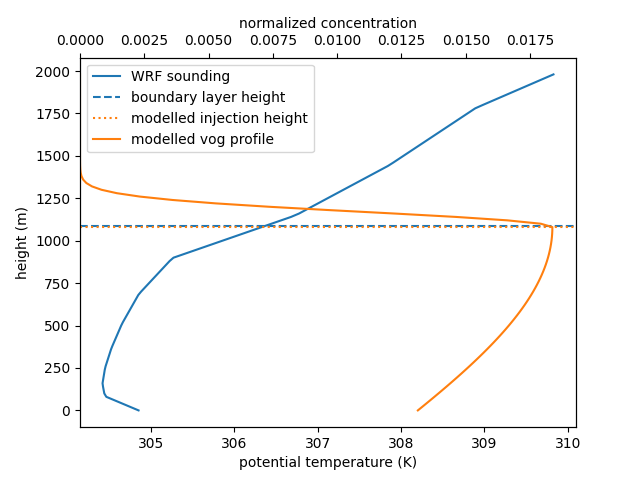 normalized concentration
0.0000 0.0025 0.0050 0.0075 0.0100 0.0125 0.0150 0.0175
2000
1750
1500
1250
1000
750
500
250
0
height (m)
WRF sounding
boundary layer height
modelled injection height
modelled vog profile
305 306 307 308 309 310
potential temperature (K)